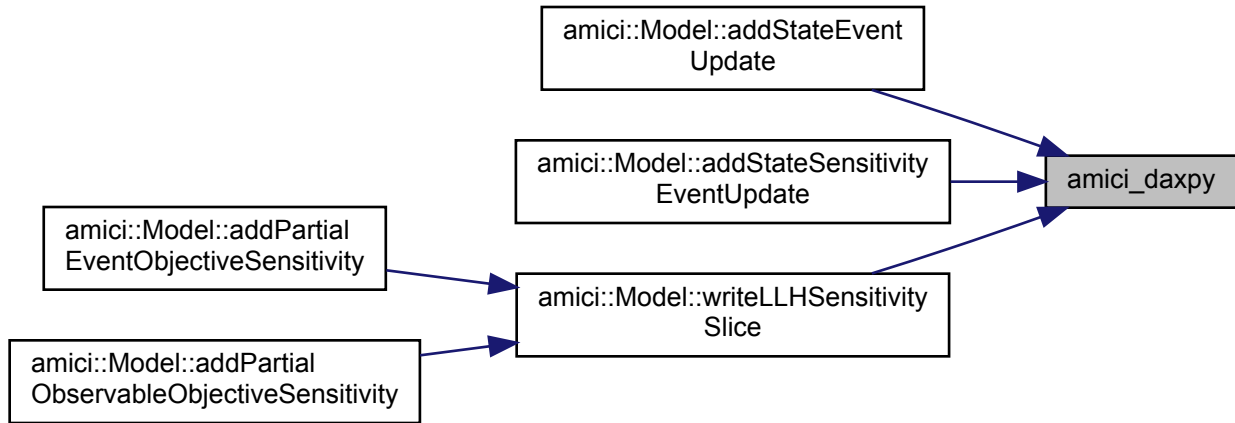 amici::Model::addStateEvent
Update
amici::Model::addStateSensitivity
EventUpdate
amici_daxpy
amici::Model::addPartial
EventObjectiveSensitivity
amici::Model::writeLLHSensitivity
Slice
amici::Model::addPartial
ObservableObjectiveSensitivity